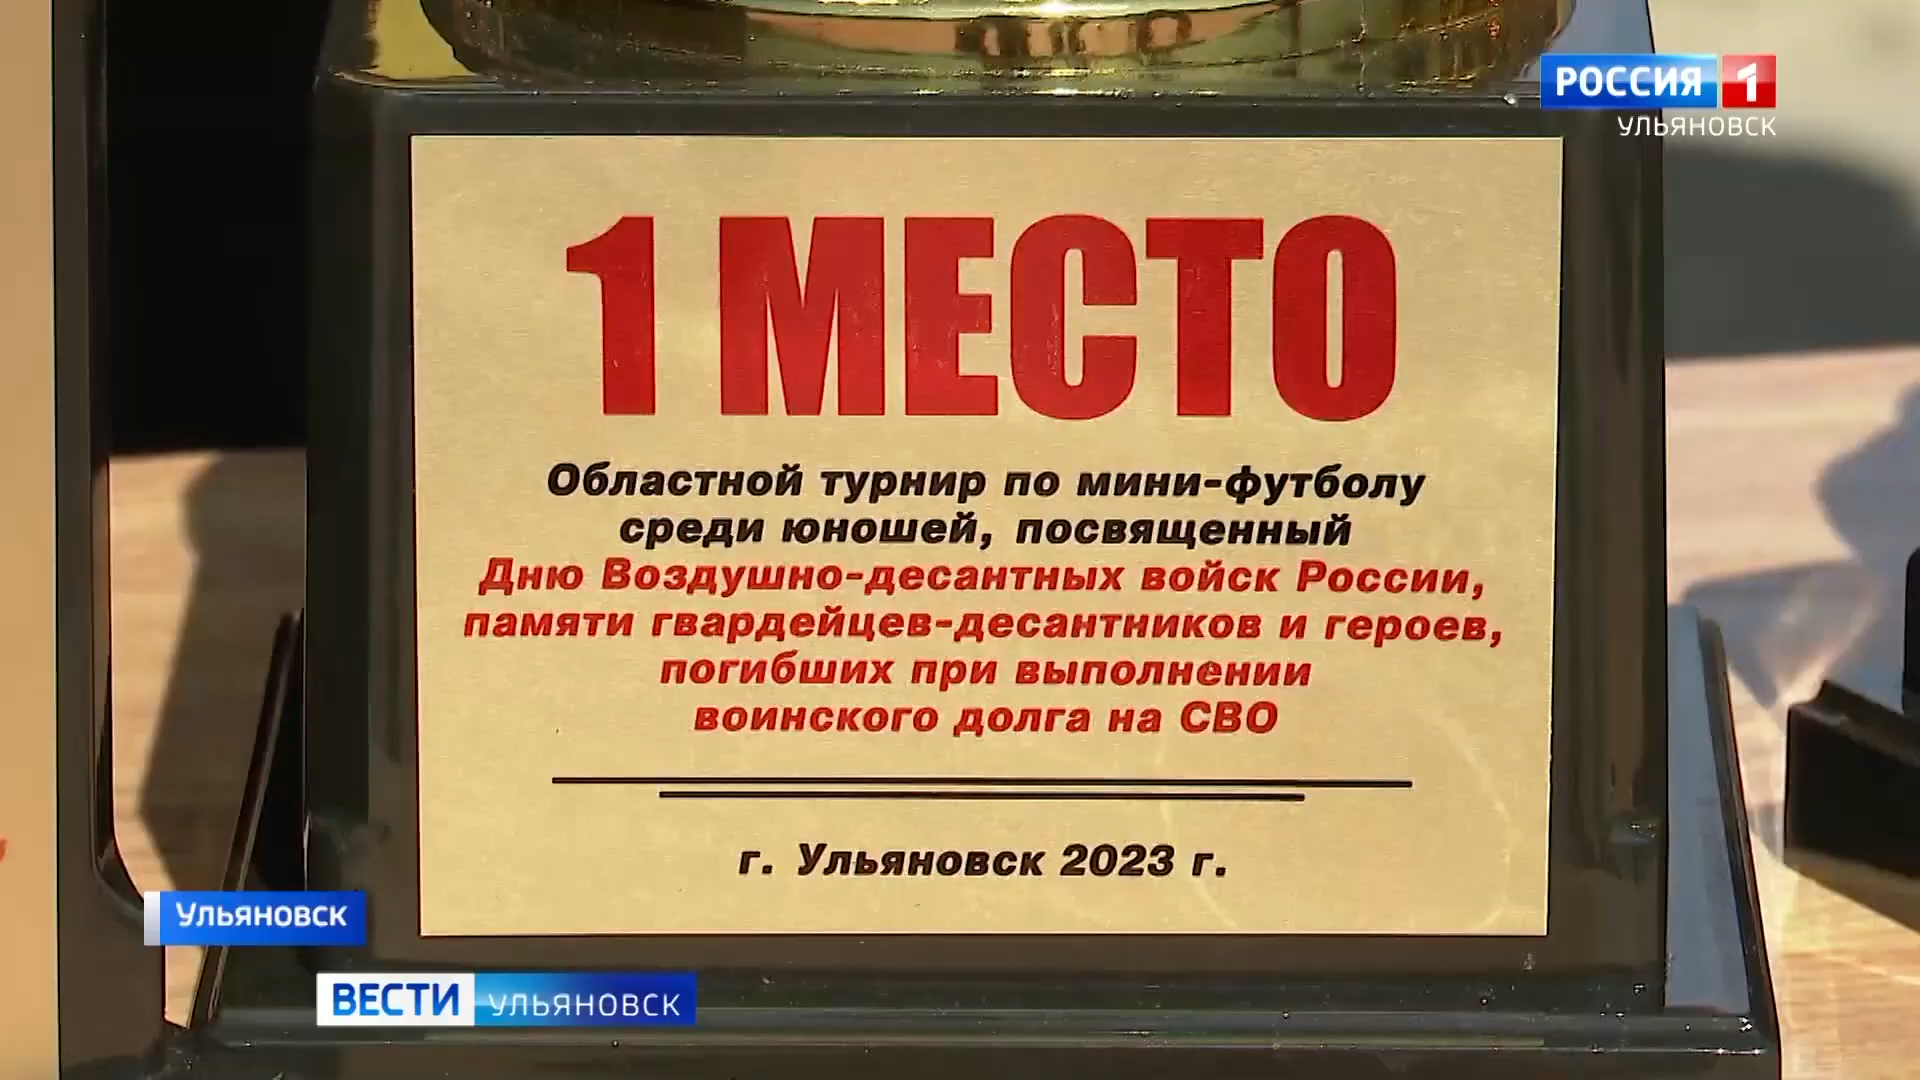 РОССИЯ 1
УЛЬЯНОВСК
1 МЕСТО
Областной турнир по мини-футболу
среди юношей, посвященный
Дню Воздушно-десантных войск России,
памяти гвардейцев-десантников и героев,
погибших при выполнении
воинского долга на СВО
г. Ульяновск 2023 г.
Ульяновск
ВЕСТИ УЛЬЯНОВСК